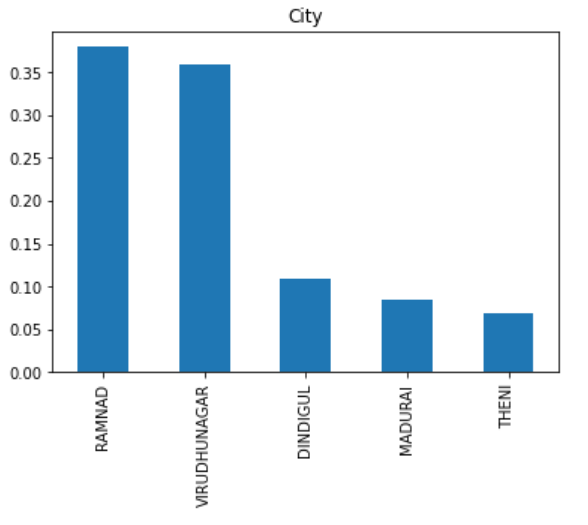 City
0.35
0.30
0.25
0.20
0.15
0.10
0.05
0.00
RAMNAD
VIRUDHUNAGAR
DINDIGUL
MADURAI
THENI